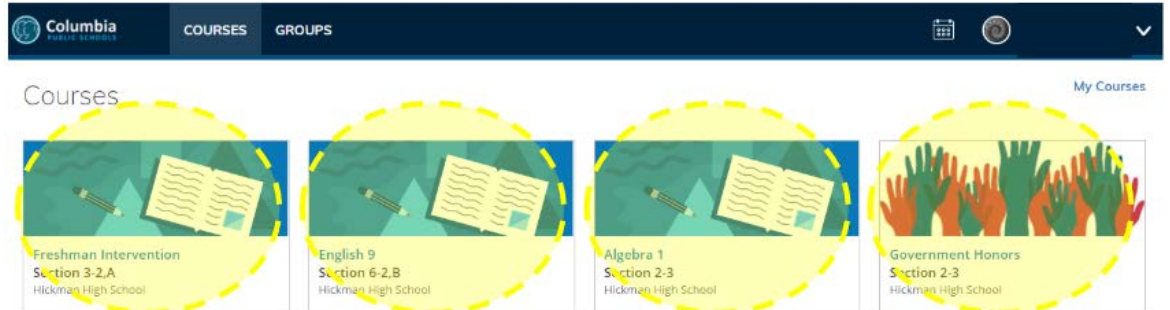 Columbia
PUBLIC SCHOOLS
COURSES GROUPS
Courses
My Courses
Freshman Intervention
Section 3-2,A
Hickman High School
English 9
Section 6-2,B
Hickman High School
Algebra 1
Section 2-3
Hickman High School
Government Honors
Section 2-3
Hickman High School